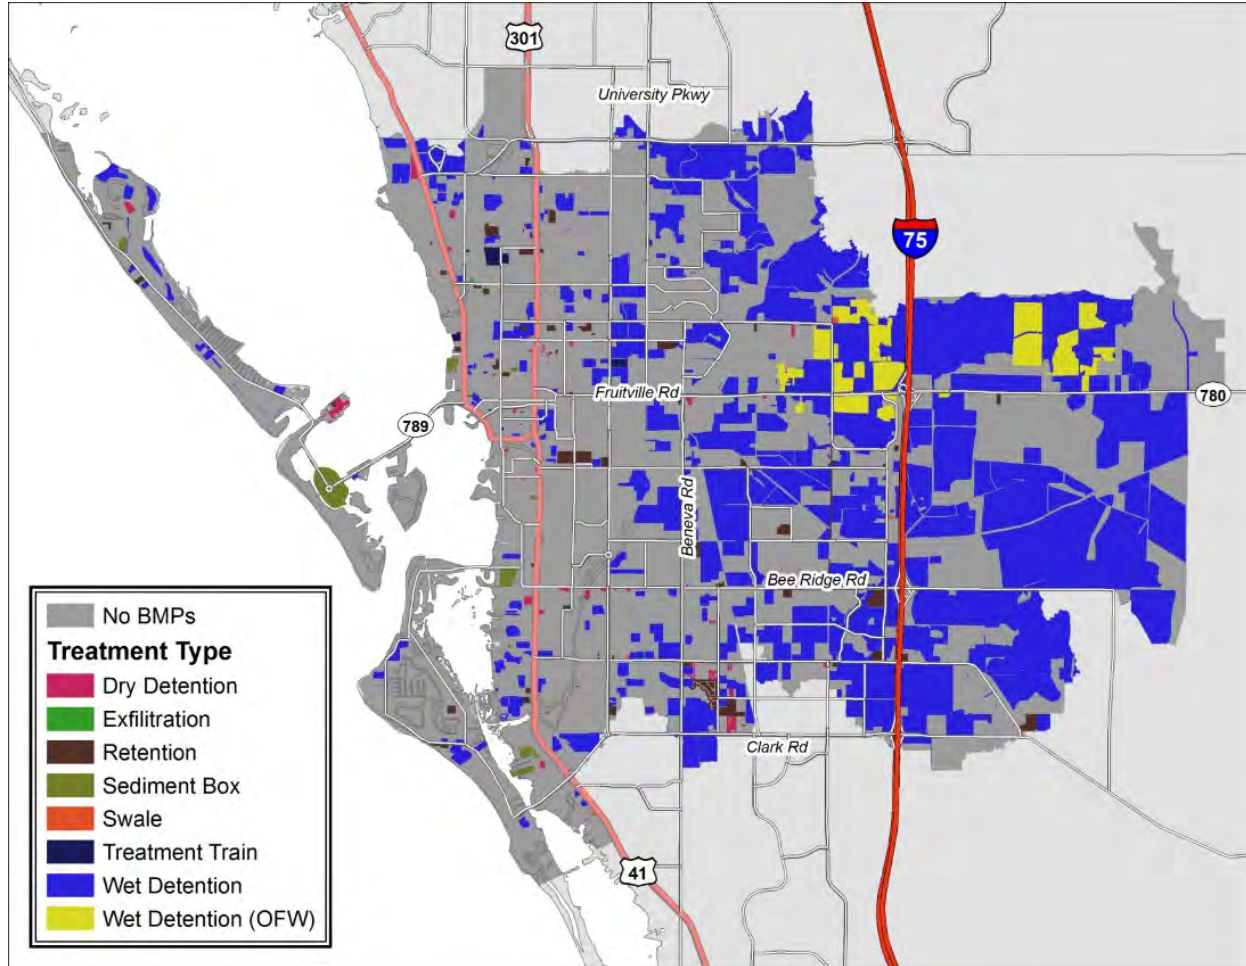 301
University Pkwy
75
Fruitville Rd
780
789
Beneva Rd
Bee Ridge Rd
Clark Rd
41
No BMPs
Treatment Type
Dry Detention
Exfilitration
Retention
Sediment Box
Swale
Treatment Train
Wet Detention
Wet Detention (OFW)